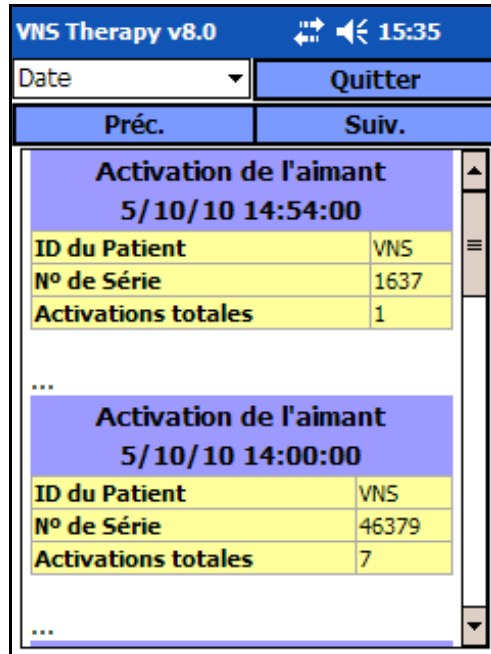 VNS Therapy v8.0 15:35
Date Quitter
Préc. Suiv.
Activation de l'aimant
5/10/10 14:54:00
ID du Patient VNS
Nº de Série 1637
Activations totales 1
...
Activation de l'aimant
5/10/10 14:00:00
ID du Patient VNS
Nº de Série 46379
Activations totales 7
...